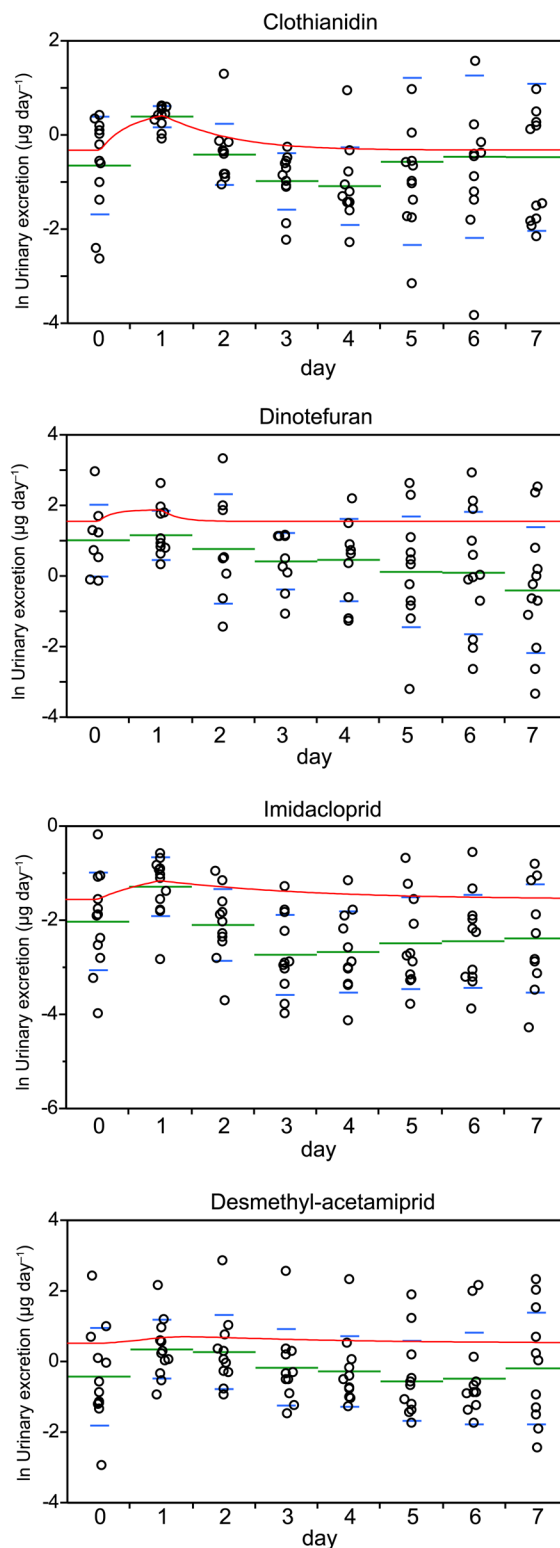 Clothianidin
ln Urinary excretion (µg day⁻¹)
2
0
-2
-4
0 1 2 3 4 5 6 7
day
Dinotefuran
ln Urinary excretion (µg day⁻¹)
4
2
0
-2
-4
0 1 2 3 4 5 6 7
day
Imidacloprid
ln Urinary excretion (µg day⁻¹)
0
-2
-4
-6
0 1 2 3 4 5 6 7
day
Desmethyl-acetamiprid
ln Urinary excretion (µg day⁻¹)
4
2
0
-2
-4
0 1 2 3 4 5 6 7
day